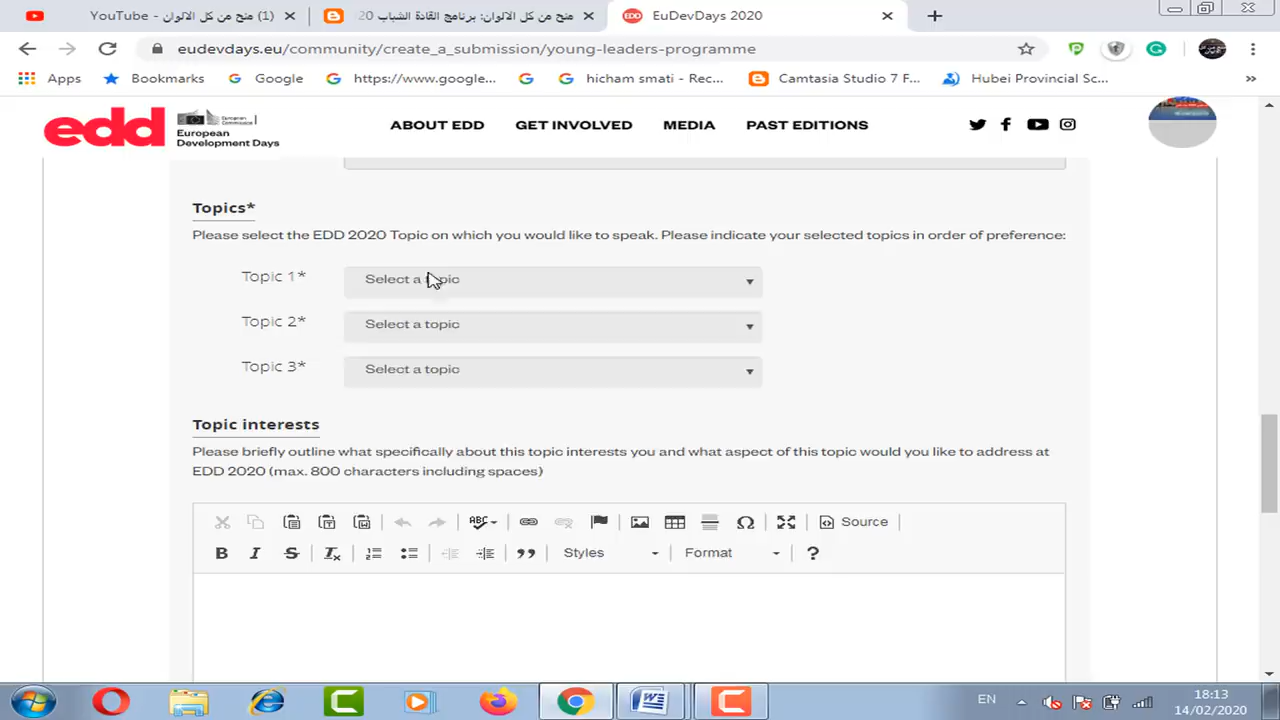 YouTube - منح من كل الالوان (1)
منح من كل الالوان: برنامج القادة الشباب 20
EuDevDays 2020
eudevdays.eu/community/create_a_submission/young-leaders-programme
Apps
Bookmarks
Google
https://www.google...
hicham smati - Rec...
Camtasia Studio 7 F...
Hubei Provincial Sc...
»
edd
European
Development Days
European
Commission
ABOUT EDD
GET INVOLVED
MEDIA
PAST EDITIONS
Topics*
Please select the EDD 2020 Topic on which you would like to speak. Please indicate your selected topics in order of preference:
Topic 1* Select a topic
Topic 2* Select a topic
Topic 3* Select a topic
Topic interests
Please briefly outline what specifically about this topic interests you and what aspect of this topic would you like to address at
EDD 2020 (max. 800 characters including spaces)
ABC
Ω
Source
B I S Tx
Styles
Format
?
EN
18:13
14/02/2020